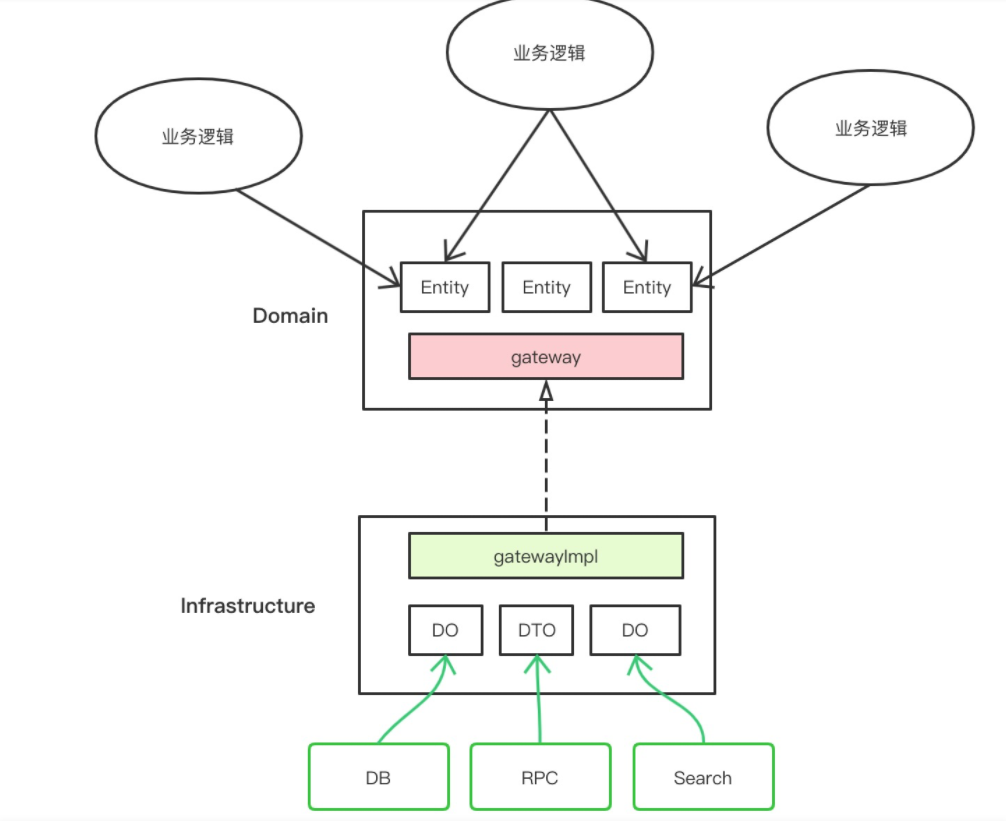 业务逻辑
业务逻辑
业务逻辑
Domain
Entity
Entity
Entity
gateway
Infrastructure
gatewayImpl
DO
DTO
DO
DB
RPC
Search